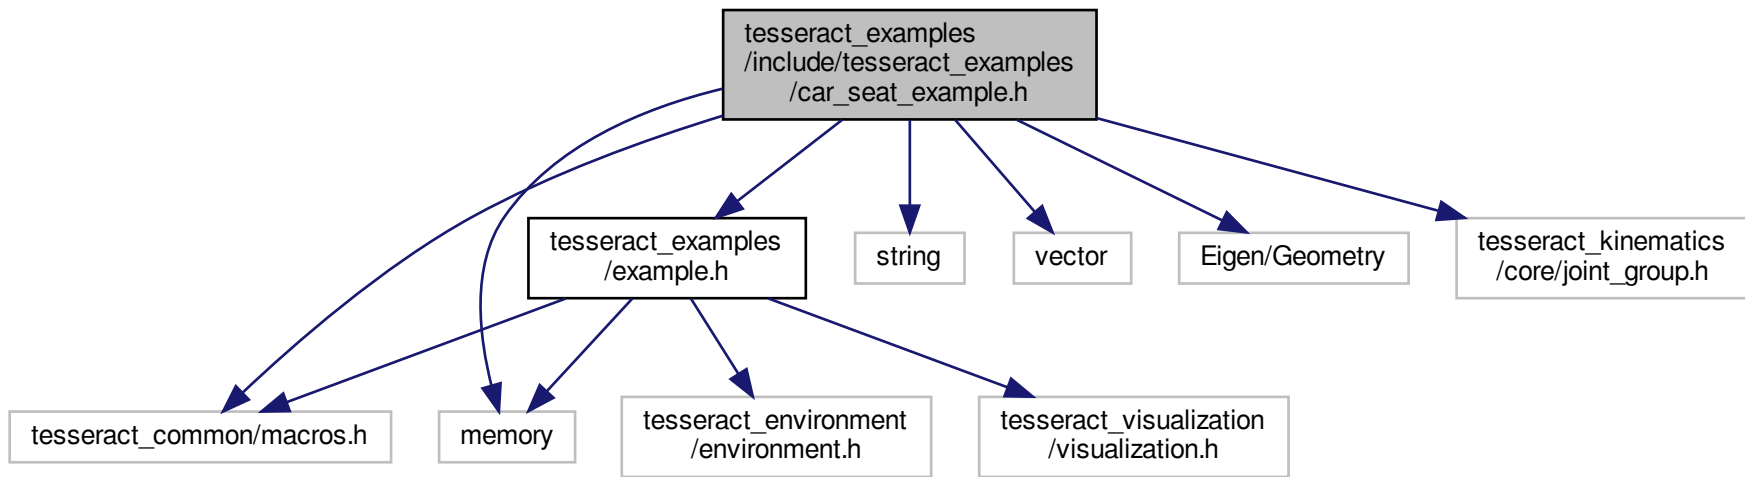 tesseract_examples
/include/tesseract_examples
/car_seat_example.h
tesseract_examples
/example.h
string
vector
Eigen/Geometry
tesseract_kinematics
/core/joint_group.h
tesseract_common/macros.h
memory
tesseract_environment
/environment.h
tesseract_visualization
/visualization.h